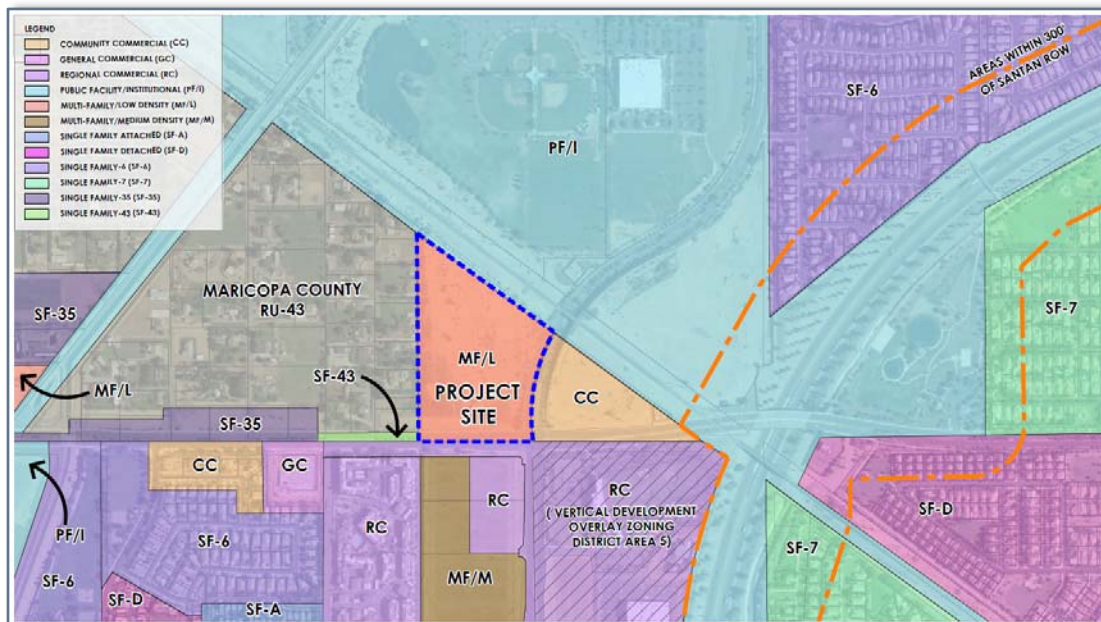 LEGEND
COMMUNITY COMMERCIAL (CC)
GENERAL COMMERCIAL (GC)
REGIONAL COMMERCIAL (RC)
PUBLIC FACILITY/INSTITUTIONAL (PF/I)
MULTI-FAMILY/LOW DENSITY (MF/L)
MULTI-FAMILY/MEDIUM DENSITY (MF/M)
SINGLE FAMILY ATTACHED (SF-A)
SINGLE FAMILY DETACHED (SF-D)
SINGLE FAMILY-6 (SF-6)
SINGLE FAMILY-7 (SF-7)
SINGLE FAMILY-35 (SF-35)
SINGLE FAMILY-43 (SF-43)
AREAS WITHIN 300'
OF SANTAN ROW
SF-6
PF/I
MARICOPA COUNTY
RU-43
SF-35
SF-7
MF/L
PROJECT
SITE
SF-43
MF/L
CC
SF-35
CC
GC
RC
RC
RC
( VERTICAL DEVELOPMENT
OVERLAY ZONING
DISTRICT AREA 5)
SF-D
PF/I
SF-6
SF-7
SF-6
MF/M
SF-D
SF-A